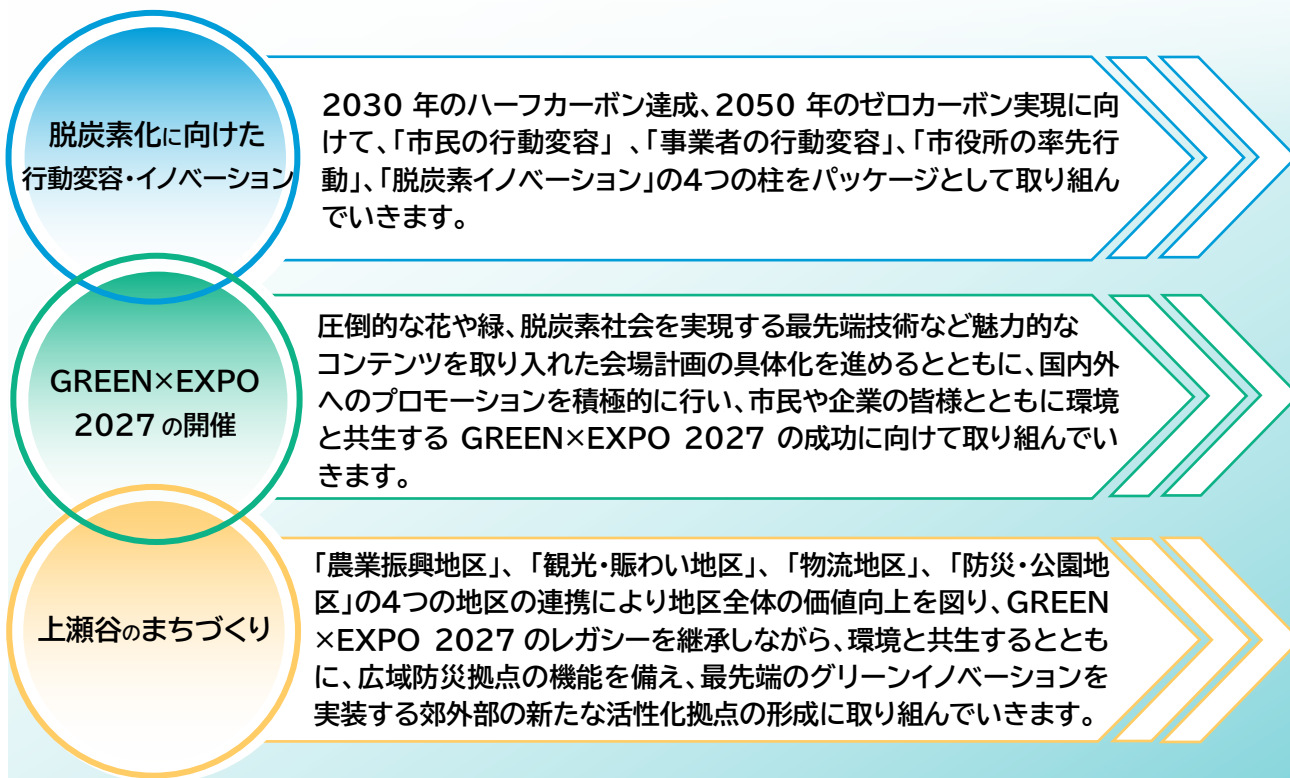 脱炭素化に向けた
行動変容・イノベーション
2030 年のハーフカーボン達成、2050 年のゼロカーボン実現に向
けて、「市民の行動変容」 、「事業者の行動変容」、「市役所の率先行
動」、「脱炭素イノベーション」の4つの柱をパッケージとして取り組ん
でいきます。
GREEN×EXPO
2027 の開催
圧倒的な花や緑、脱炭素社会を実現する最先端技術など魅力的な
コンテンツを取り入れた会場計画の具体化を進めるとともに、国内外
へのプロモーションを積極的に行い、市民や企業の皆様とともに環境
と共生する GREEN×EXPO 2027 の成功に向けて取り組んでい
きます。
上瀬谷のまちづくり
「農業振興地区」、「観光・賑わい地区」、「物流地区」、「防災・公園地
区」の4つの地区の連携により地区全体の価値向上を図り、GREEN
×EXPO 2027 のレガシーを継承しながら、環境と共生するととも
に、広域防災拠点の機能を備え、最先端のグリーンイノベーションを
実装する郊外部の新たな活性化拠点の形成に取り組んでいきます。